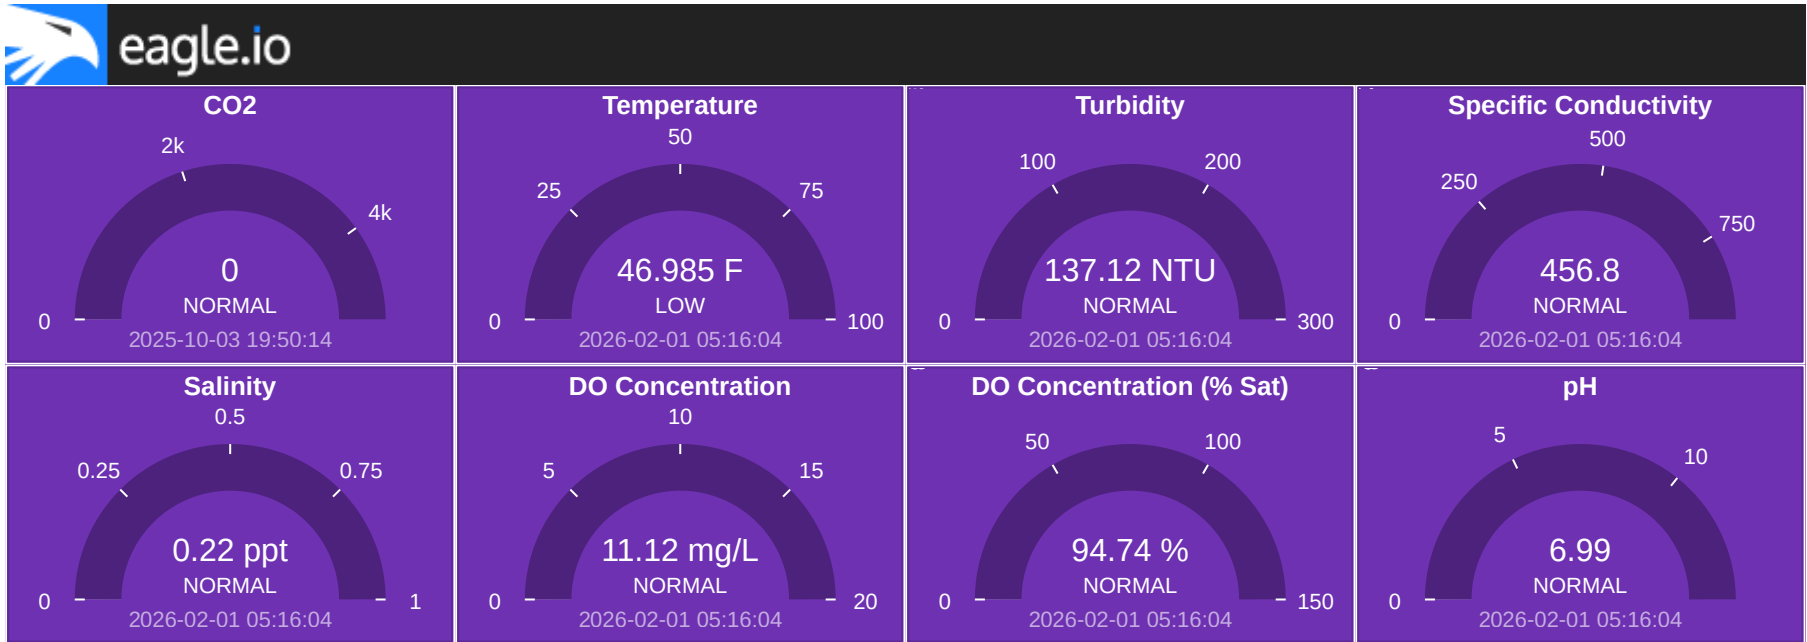 eagle.io
CO2
2k
4k
0
0
NORMAL
2025-10-03 19:50:14
Temperature
50
25
75
46.985 F
LOW
0
100
2026-02-01 05:16:04
Turbidity
100
200
137.12 NTU
NORMAL
0
300
2026-02-01 05:16:04
Specific Conductivity
500
250
750
456.8
NORMAL
0
2026-02-01 05:16:04
Salinity
0.5
0.25
0.75
0.22 ppt
NORMAL
0
1
2026-02-01 05:16:04
DO Concentration
10
5
15
11.12 mg/L
NORMAL
0
20
2026-02-01 05:16:04
DO Concentration (% Sat)
50
100
94.74 %
NORMAL
0
150
2026-02-01 05:16:04
pH
5
10
6.99
NORMAL
0
2026-02-01 05:16:04